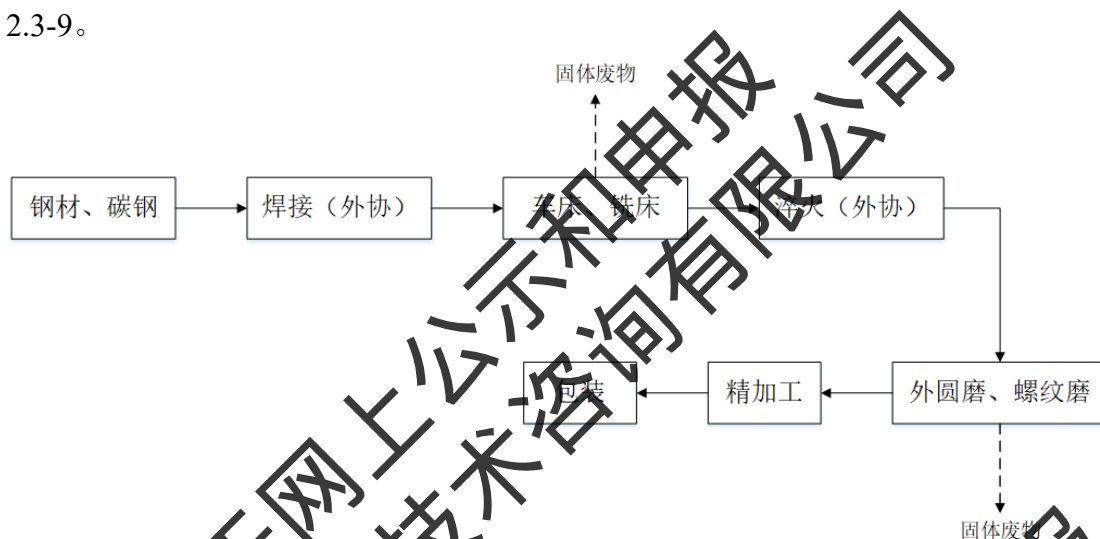 2.3-9。
固体废物
钢材、碳钢
焊接（外协）
车床、铣床
淬火（外协）
包装
精加工
外圆磨、螺纹磨
固体废物
网上公示和申报
技术咨询有限公司